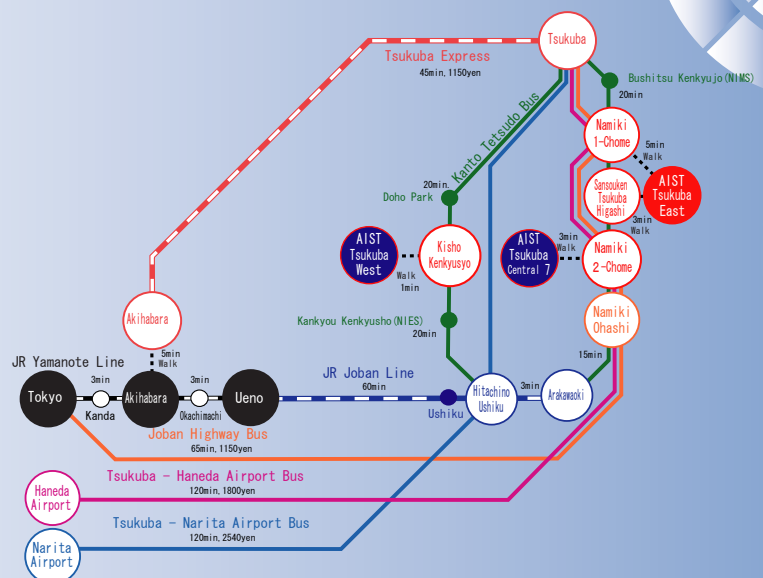 Tsukuba
Tsukuba Express
45min, 1150yen
Bushitsu Kenkyujo(NIMS)
20min
Kanto Tetsudo Bus
Namiki
1-Chome
5min
Walk
20min.
Doho Park
Sansouken
Tsukuba
Higashi
AIST
Tsukuba
East
3min
Walk
AIST
Tsukuba
West
Walk
1min
Kisho
Kenkyusyo
AIST
Tsukuba
Central 7
3min
Walk
Namiki
2-Chome
Akihabara
Kankyou Kenkyusho(NIES)
20min
Namiki
Ohashi
5min
Walk
15min
JR Yamanote Line
Tokyo
3min
Kanda
Akihabara
3min
Okachimachi
Ueno
JR Joban Line
60min
Ushiku
Hitachino
Ushiku
3min
Arakawaoki
Joban Highway Bus
65min, 1150yen
Haneda
Airport
Tsukuba - Haneda Airport Bus
120min, 1800yen
Narita
Airport
Tsukuba - Narita Airport Bus
120min, 2540yen